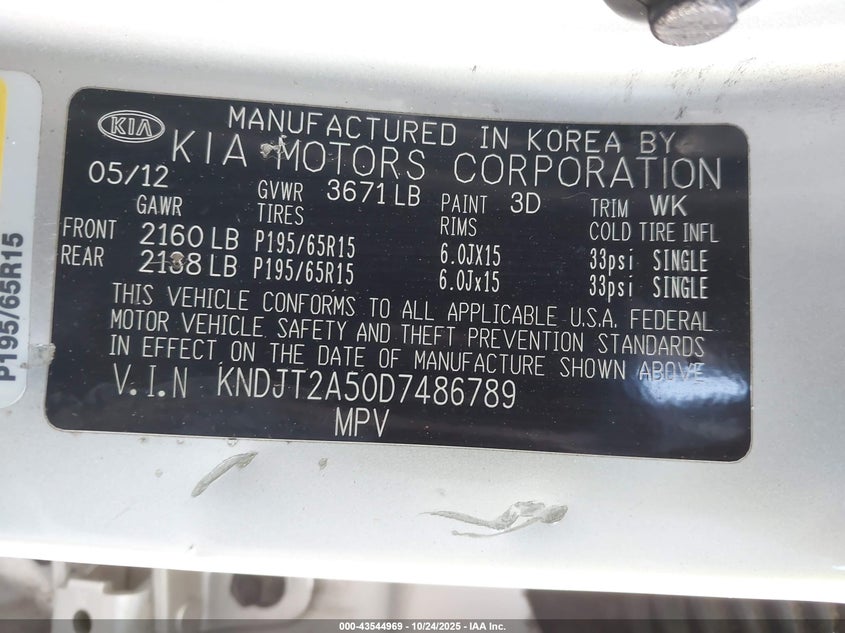 KIA
MANUFACTURED IN KOREA BY
KIA MOTORS CORPORATION
05/12 GVWR 3671 LB PAINT 3D TRIM WK
GAWR TIRES RIMS COLD TIRE INFL
FRONT 2160 LB P195/65R15 6.0JX15 33psi SINGLE
REAR 2138 LB P195/65R15 6.0Jx15 33psi SINGLE
THIS VEHICLE CONFORMS TO ALL APPLICABLE U.S.A. FEDERAL
MOTOR VEHICLE SAFETY AND THEFT PREVENTION STANDARDS
IN EFFECT ON THE DATE OF MANUFACTURE SHOWN ABOVE
V.I.N KNDJT2A50D7486789
MPV
P195/65R15
000-43544969 | 10/24/2025 | IAA Inc.